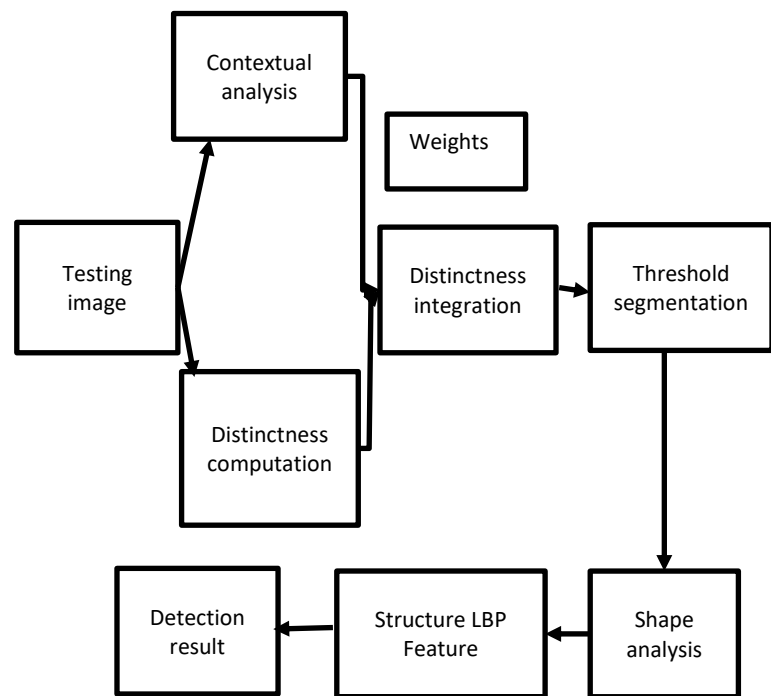 Contextual
analysis
Weights
Testing
image
Distinctness
integration
Threshold
segmentation
Distinctness
computation
Detection
result
Structure LBP
Feature
Shape
analysis